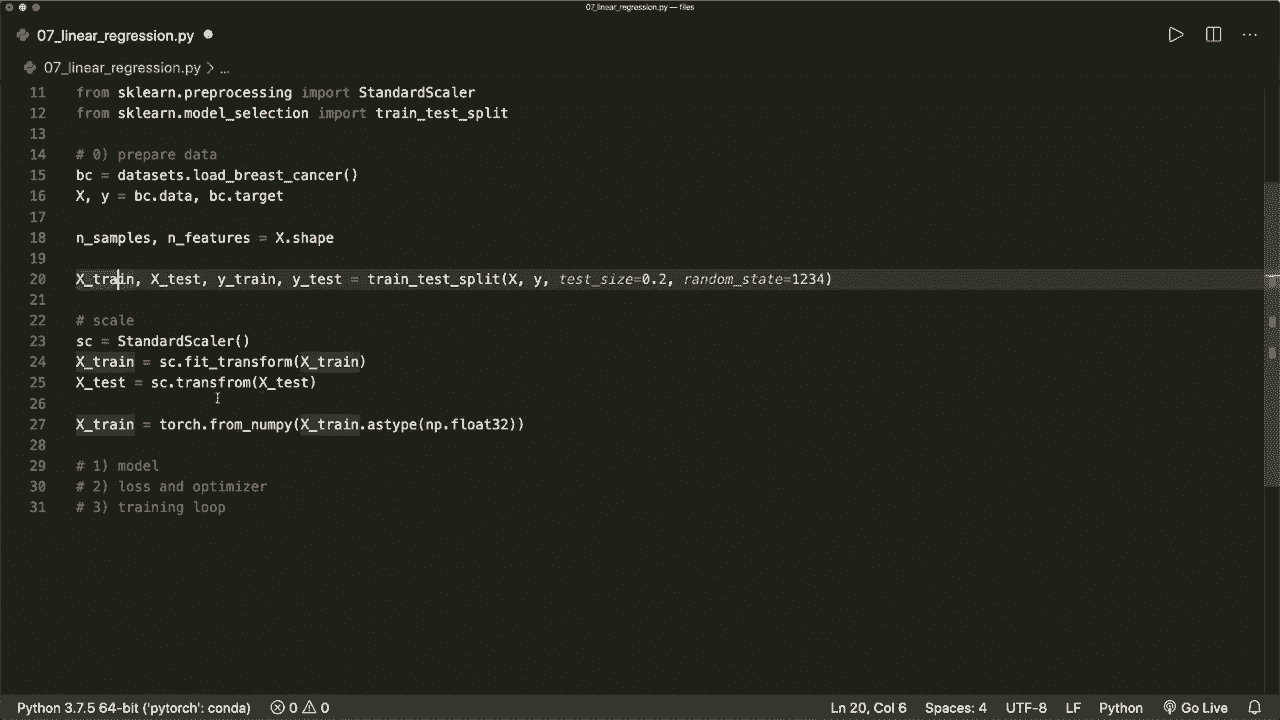 07_linear_regression.py — files
07_linear_regression.py
07_linear_regression.py > ...
11 from sklearn.preprocessing import StandardScaler
12 from sklearn.model_selection import train_test_split
13
14 # 0) prepare data
15 bc = datasets.load_breast_cancer()
16 X, y = bc.data, bc.target
17
18 n_samples, n_features = X.shape
19
20 X_train, X_test, y_train, y_test = train_test_split(X, y, test_size=0.2, random_state=1234)
21
22 # scale
23 sc = StandardScaler()
24 X_train = sc.fit_transform(X_train)
25 X_test = sc.transfrom(X_test)
26
27 X_train = torch.from_numpy(X_train.astype(np.float32))
28
29 # 1) model
30 # 2) loss and optimizer
31 # 3) training loop
Python 3.7.5 64-bit ('pytorch': conda) 0 0 Ln 20, Col 6 Spaces: 4 UTF-8 LF Python Go Live